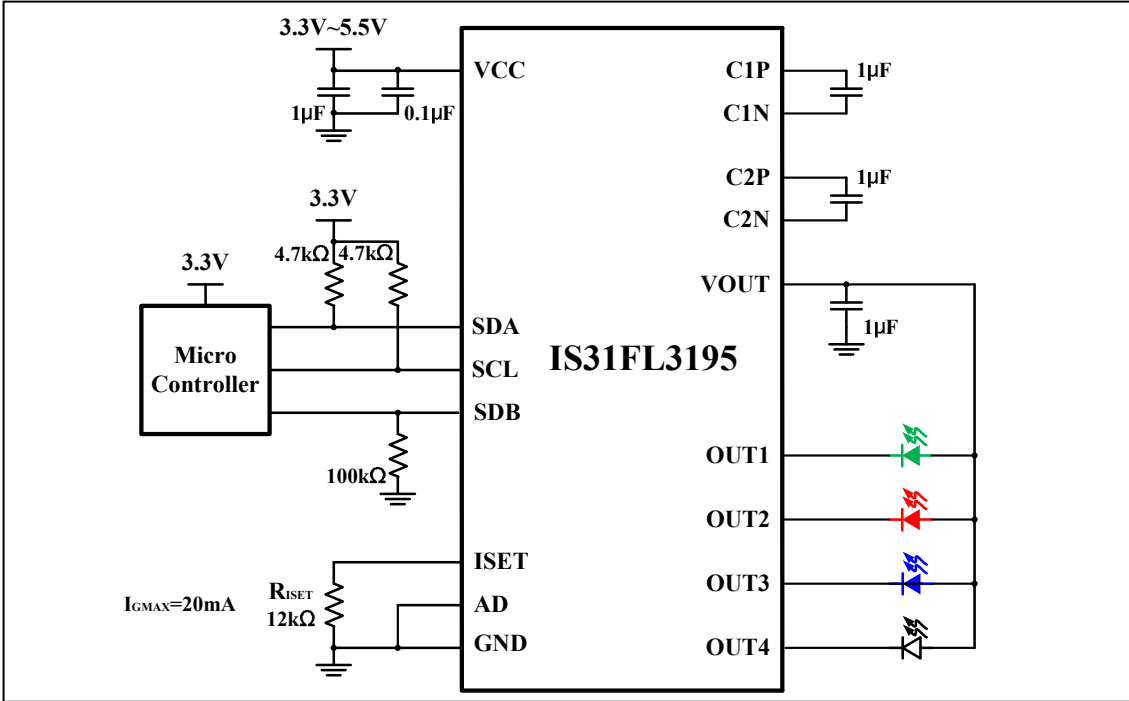 3.3V~5.5V
VCC
1µF
0.1µF
3.3V
4.7kΩ
4.7kΩ
3.3V
Micro
Controller
SDA
SCL
SDB
100kΩ
ISET
RISET
12kΩ
IGMAX=20mA
AD
GND
IS31FL3195
C1P
1µF
C1N
C2P
1µF
C2N
VOUT
1µF
OUT1
OUT2
OUT3
OUT4